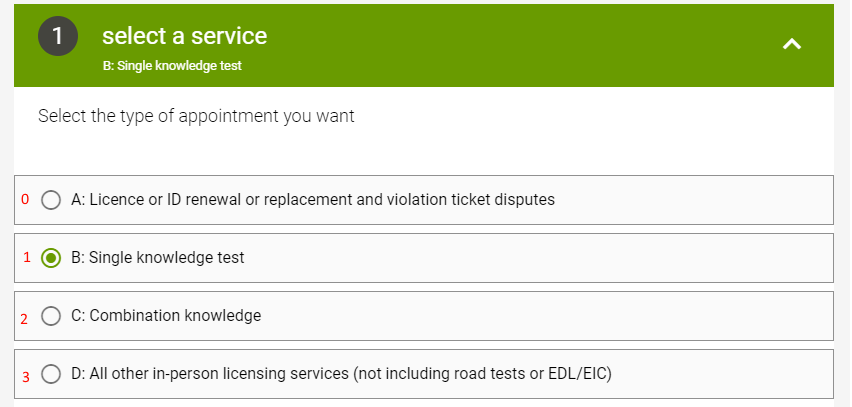 1 select a service
B: Single knowledge test
Select the type of appointment you want
0 A: Licence or ID renewal or replacement and violation ticket disputes
1 B: Single knowledge test
2 C: Combination knowledge
3 D: All other in-person licensing services (not including road tests or EDL/EIC)